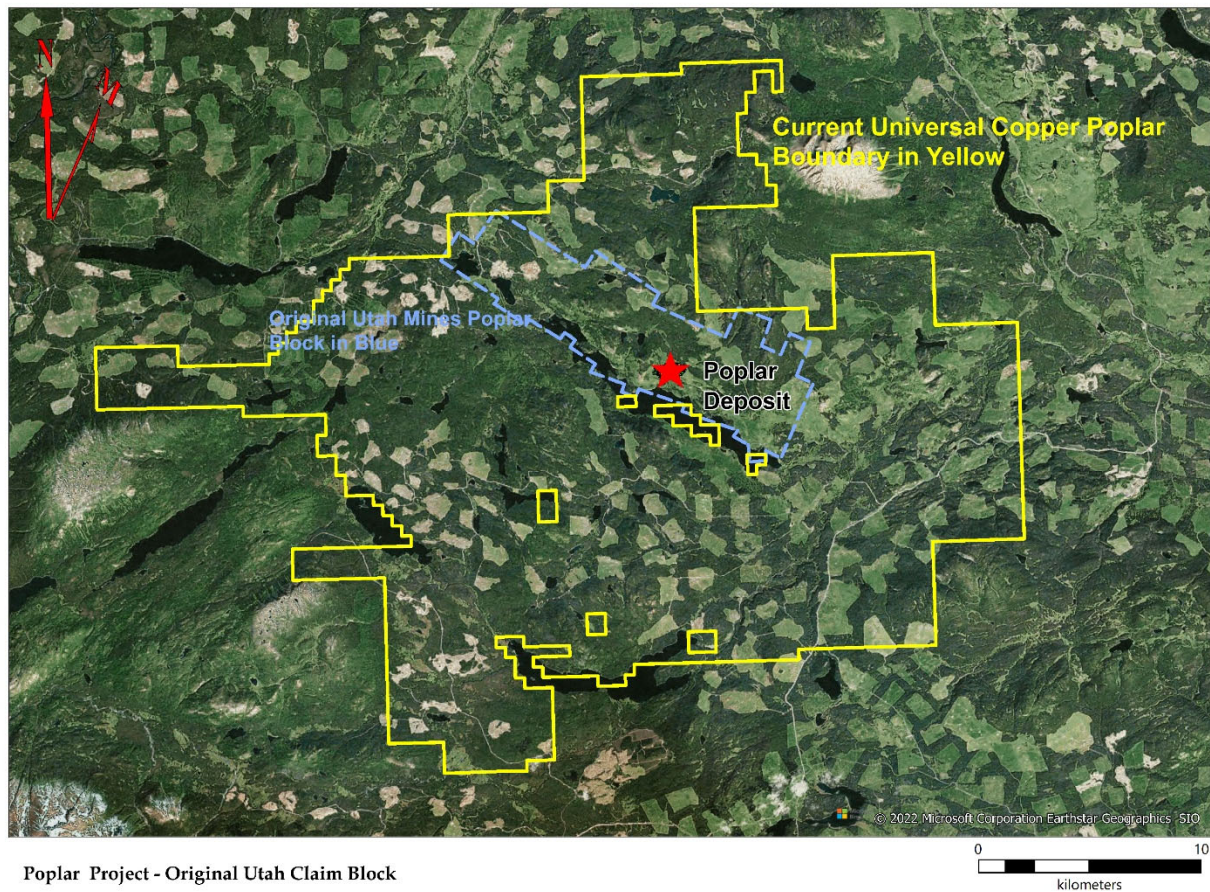 N
Current Universal Copper Poplar
Boundary in Yellow
Original Utah Mines Poplar
Block in Blue
Poplar
Deposit
© 2022 Microsoft Corporation Earthstar Geographics SIO
Poplar Project - Original Utah Claim Block
0 10
kilometers